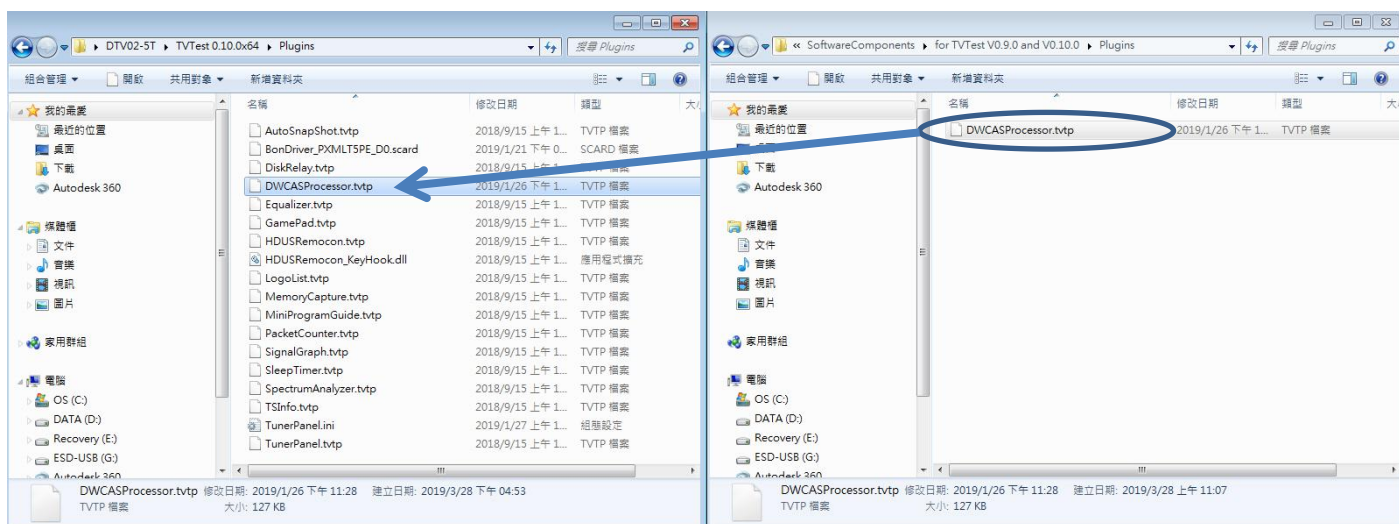 DTV02-5T ▸ TVTest 0.10.0x64 ▸ Plugins
搜尋 Plugins
組合管理 開啟 共用對象 新增資料夾
名稱 修改日期 類型
我的最愛
最近的位置
桌面
下載
Autodesk 360
媒體櫃
文件
音樂
視訊
圖片
家用群組
電腦
OS (C:)
DATA (D:)
Recovery (E:)
ESD-USB (G:)
Autodesk 360
AutoSnapShot.tvtp 2018/9/15 上午 1... TVTP 檔案
BonDriver_PXMLT5PE_D0.scard 2019/1/21 下午 0... SCARD 檔案
DiskRelay.tvtp 2018/9/15 上午 1... TVTP 檔案
DWCASProcessor.tvtp 2019/1/26 下午 1... TVTP 檔案
Equalizer.tvtp 2018/9/15 上午 1... TVTP 檔案
GamePad.tvtp 2018/9/15 上午 1... TVTP 檔案
HDUSRemocon.tvtp 2018/9/15 上午 1... TVTP 檔案
HDUSRemocon_KeyHook.dll 2018/9/15 上午 1... 應用程式擴充
LogoList.tvtp 2018/9/15 上午 1... TVTP 檔案
MemoryCapture.tvtp 2018/9/15 上午 1... TVTP 檔案
MiniProgramGuide.tvtp 2018/9/15 上午 1... TVTP 檔案
PacketCounter.tvtp 2018/9/15 上午 1... TVTP 檔案
SignalGraph.tvtp 2018/9/15 上午 1... TVTP 檔案
SleepTimer.tvtp 2018/9/15 上午 1... TVTP 檔案
SpectrumAnalyzer.tvtp 2018/9/15 上午 1... TVTP 檔案
TSInfo.tvtp 2018/9/15 上午 1... TVTP 檔案
TunerPanel.ini 2019/1/27 上午 1... 組態設定
TunerPanel.tvtp 2018/9/15 上午 1... TVTP 檔案
DWCASProcessor.tvtp 修改日期: 2019/1/26 下午 11:28 建立日期: 2019/3/28 下午 04:53
TVTP 檔案 大小: 127 KB
« SoftwareComponents ▸ for TVTest V0.9.0 and V0.10.0 ▸ Plugins
搜尋 Plugins
組合管理 開啟 共用對象 新增資料夾
名稱 修改日期 類型
我的最愛
最近的位置
下載
Autodesk 360
媒體櫃
文件
音樂
視訊
圖片
家用群組
電腦
OS (C:)
DATA (D:)
Recovery (E:)
ESD-USB (G:)
Autodesk 360
DWCASProcessor.tvtp 2019/1/26 下午 1... TVTP 檔案
DWCASProcessor.tvtp 修改日期: 2019/1/26 下午 11:28 建立日期: 2019/3/28 上午 11:07
TVTP 檔案 大小: 127 KB